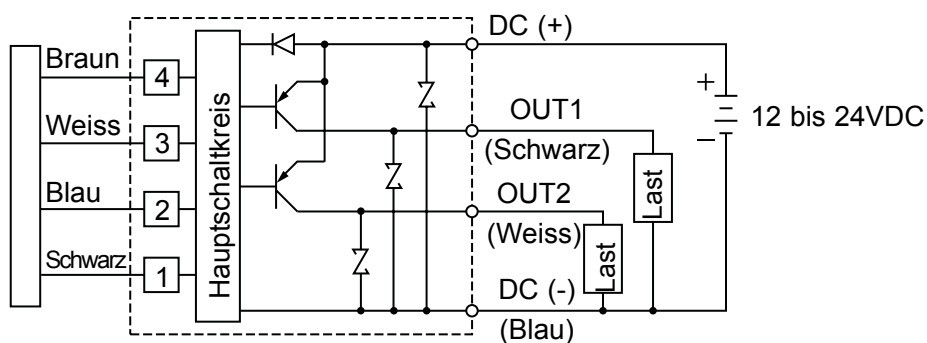 Braun
4
Weiss
3
Blau
2
Schwarz
1
Hauptschaltkreis
DC (+)
OUT1
(Schwarz)
OUT2
(Weiss)
DC (-)
(Blau)
Last
Last
+
12 bis 24VDC
−